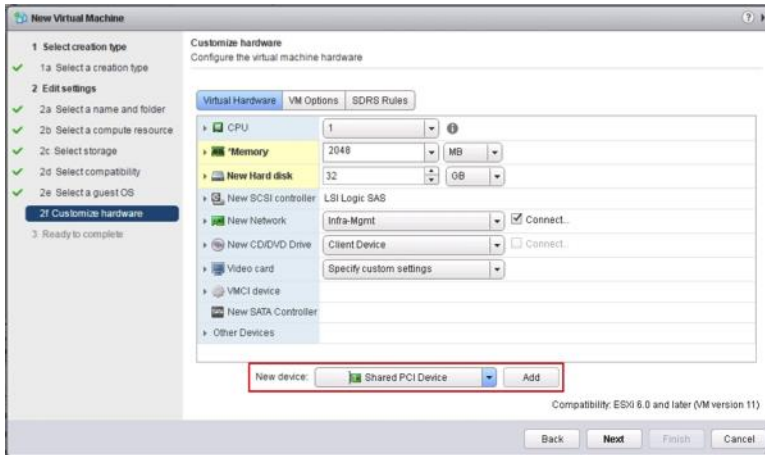 New Virtual Machine
1 Select creation type
1a Select a creation type
2 Edit settings
2a Select a name and folder
2b Select a compute resource
2c Select storage
2d Select compatibility
2e Select a guest OS
2f Customize hardware
3 Ready to complete
Customize hardware
Configure the virtual machine hardware
Virtual Hardware VM Options SDRS Rules
CPU 1
*Memory 2048 MB
New Hard disk 32 GB
New SCSI controller LSI Logic SAS
New Network Infra-Mgmt Connect..
New CD/DVD Drive Client Device Connect..
Video card Specify custom settings
VMCI device
New SATA Controller
Other Devices
New device: Shared PCI Device Add
Compatibility: ESXi 6.0 and later (VM version 11)
Back Next Finish Cancel